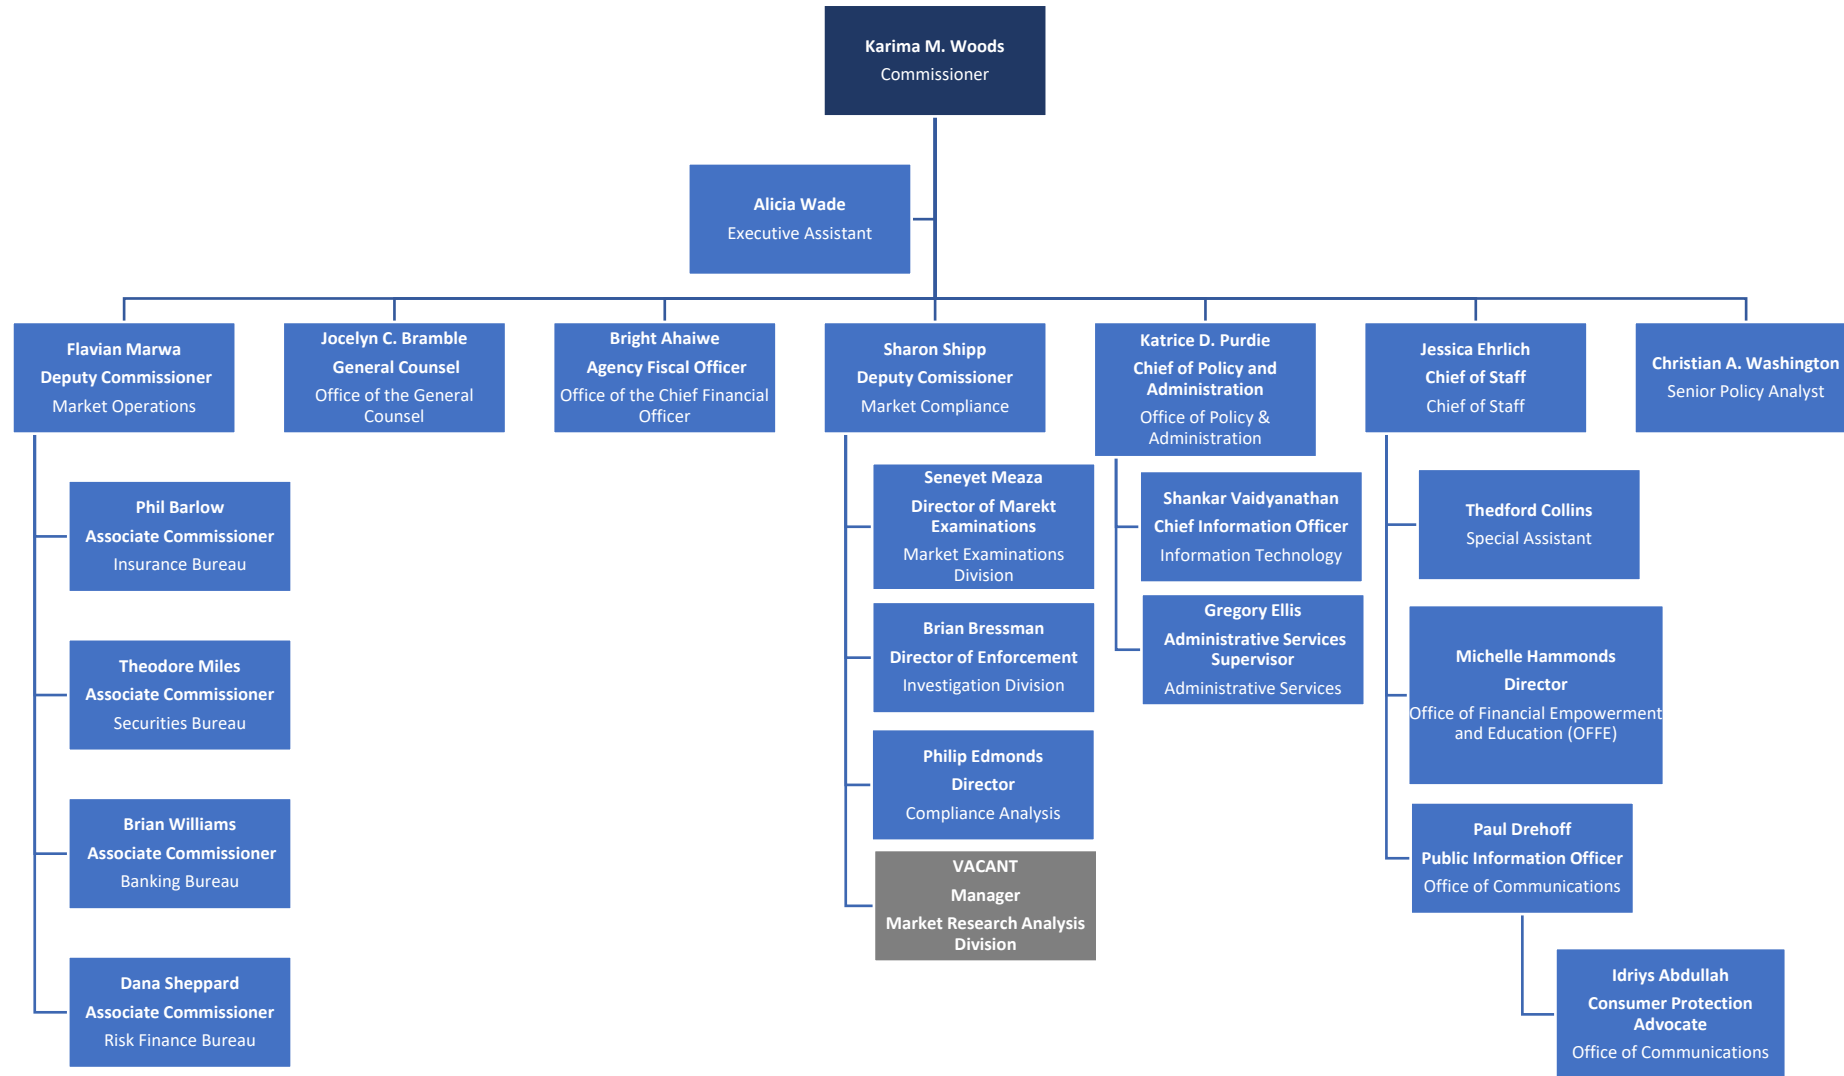 Karima M. Woods
Commissioner
Alicia Wade
Executive Assistant
Flavian Marwa
Deputy Commissioner
Market Operations
Jocelyn C. Bramble
General Counsel
Office of the General
Counsel
Bright Ahaiwe
Agency Fiscal Officer
Office of the Chief Financial
Officer
Sharon Shipp
Deputy Comissioner
Market Compliance
Katrice D. Purdie
Chief of Policy and
Administration
Office of Policy &
Administration
Jessica Ehrlich
Chief of Staff
Chief of Staff
Christian A. Washington
Senior Policy Analyst
Phil Barlow
Associate Commissioner
Insurance Bureau
Theodore Miles
Associate Commissioner
Securities Bureau
Brian Williams
Associate Commissioner
Banking Bureau
Dana Sheppard
Associate Commissioner
Risk Finance Bureau
Seneyet Meaza
Director of Marekt
Examinations
Market Examinations
Division
Brian Bressman
Director of Enforcement
Investigation Division
Philip Edmonds
Director
Compliance Analysis
VACANT
Manager
Market Research Analysis
Division
Shankar Vaidyanathan
Chief Information Officer
Information Technology
Gregory Ellis
Administrative Services
Supervisor
Administrative Services
Thedford Collins
Special Assistant
Michelle Hammonds
Director
Office of Financial Empowerment
and Education (OFFE)
Paul Drehoff
Public Information Officer
Office of Communications
Idriys Abdullah
Consumer Protection
Advocate
Office of Communications